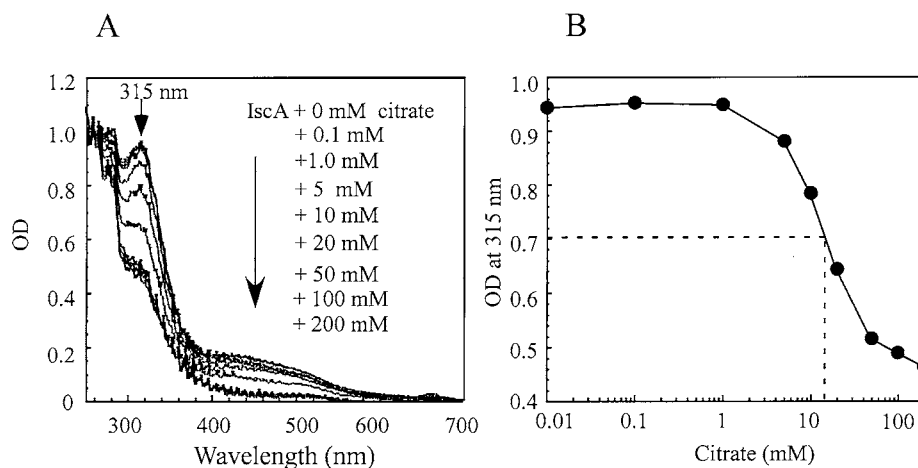 A
1.2
1.0
0.8
0.6
0.4
0.2
0
OD
315 nm
IscA + 0 mM citrate
+ 0.1 mM
+1.0 mM
+ 5 mM
+ 10 mM
+ 20 mM
+ 50 mM
+ 100 mM
+ 200 mM
300 400 500 600 700
Wavelength (nm)
B
1.0
0.9
0.8
0.7
0.6
0.5
0.4
OD at 315 nm
0.01 0.1 1 10 100
Citrate (mM)